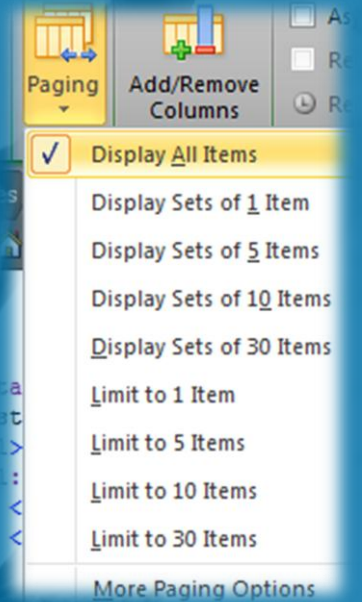 Paging
Add/Remove
Columns
Display All Items
Display Sets of 1 Item
Display Sets of 5 Items
Display Sets of 10 Items
Display Sets of 30 Items
Limit to 1 Item
Limit to 5 Items
Limit to 10 Items
Limit to 30 Items
More Paging Options